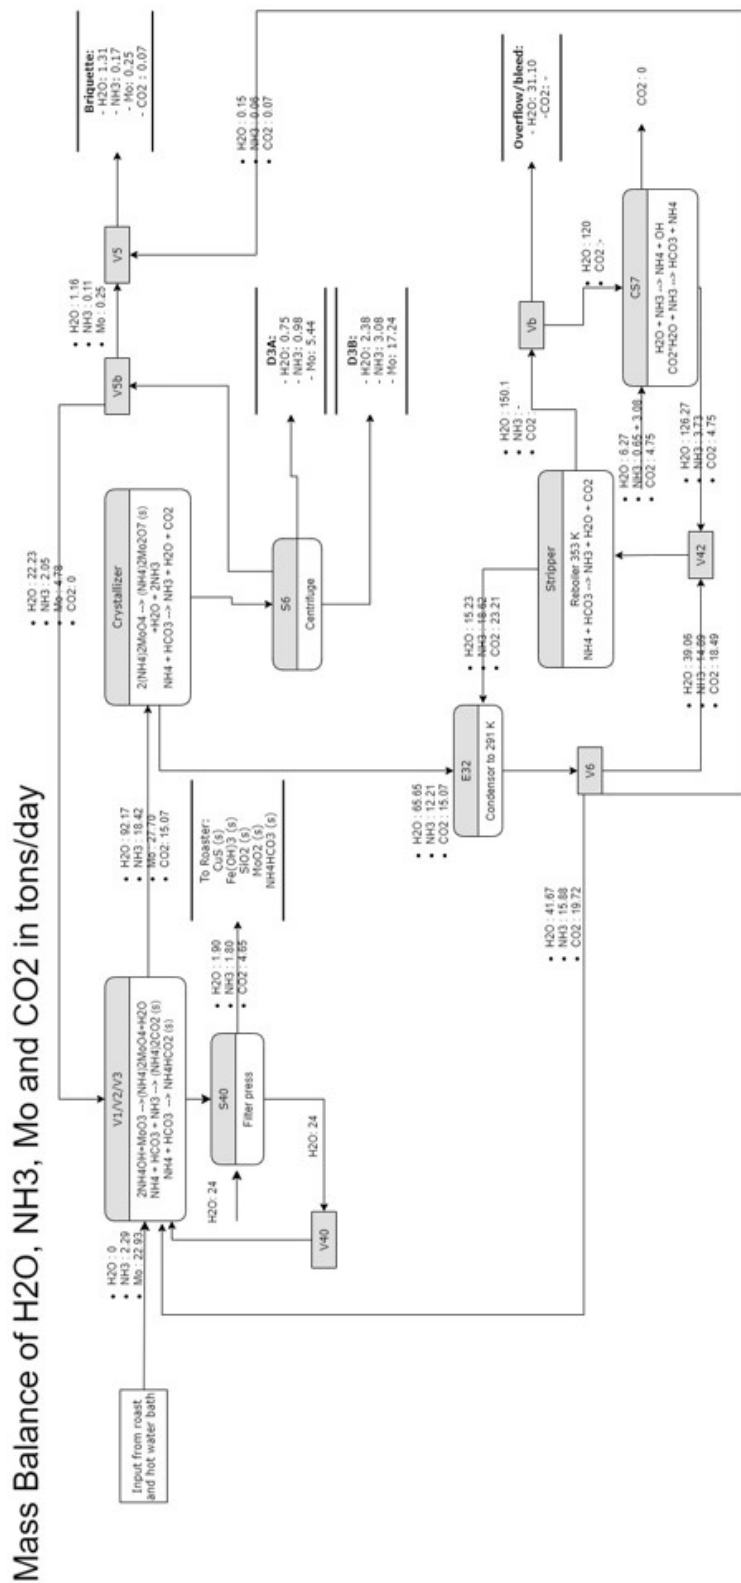 Mass Balance of H2O, NH3, Mo and CO2 in tons/day
Input from roast
and hot water bath
• H2O : 0
• NH3 : 2.29
• Mo : 22.93
V1/V2/V3
2NH4OH+MoO3 -->(NH4)2MoO4+H2O
NH4 + HCO3 + NH3 --> (NH4)2CO2 (s)
NH4 + HCO3 --> NH4HCO2 (s)
• H2O : 22.23
• NH3 : 2.05
• Mo : 4.78
• CO2: 0
• H2O : 92.17
• NH3 : 18.42
• Mo : 27.70
• CO2: 15.07
H2O: 24
S40
Filter press
• H2O : 1.90
• NH3 : 1.80
• CO2 : 4.65
To Roaster:
CuS (s)
Fe(OH)3 (s)
SiO2 (s)
MoO2 (s)
NH4HCO3 (s)
H2O: 24
V40
Crystallizer
2(NH4)2MoO4 --> (NH4)2Mo2O7 (s)
+H2O + 2NH3
NH4 + HCO3 --> NH3 + H2O + CO2
S6
Centrifuge
V5b
• H2O : 1.16
• NH3 : 0.11
• Mo : 0.25
V5
Briquette:
- H2O: 1.31
- NH3: 0.17
- Mo: 0.25
- CO2 : 0.07
• H2O : 0.15
• NH3 : 0.06
• CO2 : 0.07
D3A:
- H2O: 0.75
- NH3: 0.98
- Mo: 5.44
D3B:
- H2O: 2.38
- NH3: 3.08
- Mo: 17.24
• H2O : 65.65
• NH3 : 12.21
• CO2 : 15.07
E32
Condensor to 291 K
• H2O : 15.23
• NH3 : 18.62
• CO2 : 23.21
Stripper
Reboiler 353 K
NH4 + HCO3 --> NH3 + H2O + CO2
• H2O : 150.1
• NH3 : -
• CO2 : -
Vb
Overflow/bleed:
- H2O: 31.10
-CO2: -
• H2O : 120
• CO2 :-
CS7
H2O + NH3 --> NH4 + OH
CO2*H2O + NH3 --> HCO3 + NH4
CO2 : 0
• H2O : 6.27
• NH3 : 0.65 + 3.08
• CO2 : 4.75
• H2O : 126.27
• NH3 : 3.73
• CO2 : 4.75
V42
V6
• H2O : 41.67
• NH3 : 15.88
• CO2 : 19.72
• H2O : 39.06
• NH3 : 14.89
• CO2 : 18.49